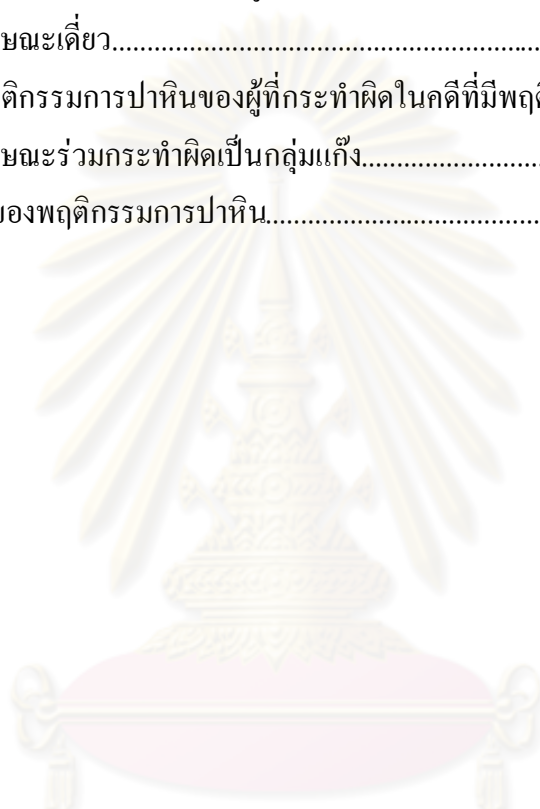 ษณะเดี่ยว...............................................................
ติกรรมการปาหินของผู้ที่กระทำผิดในคดีที่มีพฤติ
ษณะร่วมกระทำผิดเป็นกลุ่มแก๊ง..........................
ของพฤติกรรมการปาหิน........................................